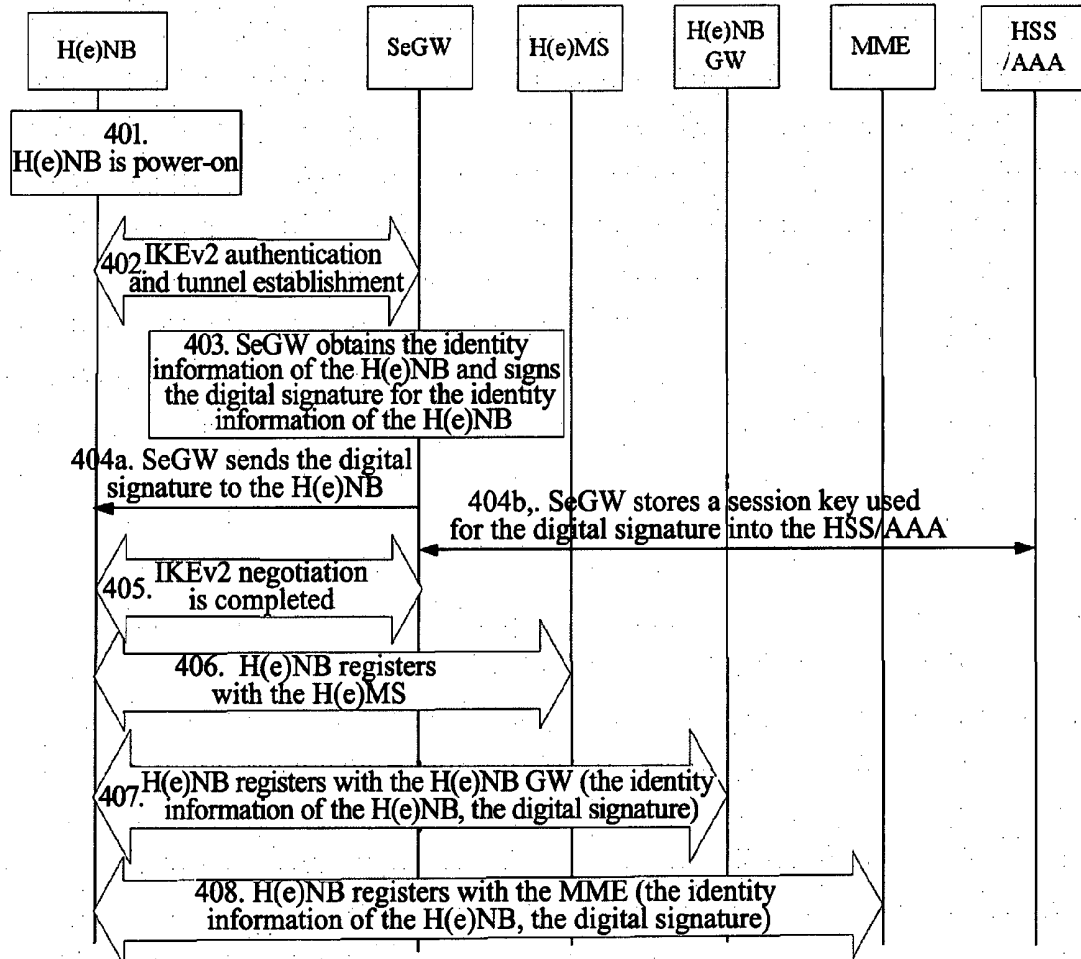 H(e)NB
SeGW
H(e)MS
H(e)NB
GW
MME
HSS
/AAA
401.
H(e)NB is power-on
402 IKEv2 authentication
and tunnel establishment
403. SeGW obtains the identity
information of the H(e)NB and signs
the digital signature for the identity
information of the H(e)NB
404a. SeGW sends the digital
signature to the H(e)NB
404b,. SeGW stores a session key used
for the digital signature into the HSS/AAA
405. IKEv2 negotiation
is completed
406. H(e)NB registers
with the H(e)MS
407. H(e)NB registers with the H(e)NB GW (the identity
information of the H(e)NB, the digital signature)
408. H(e)NB registers with the MME (the identity
information of the H(e)NB, the digital signature)